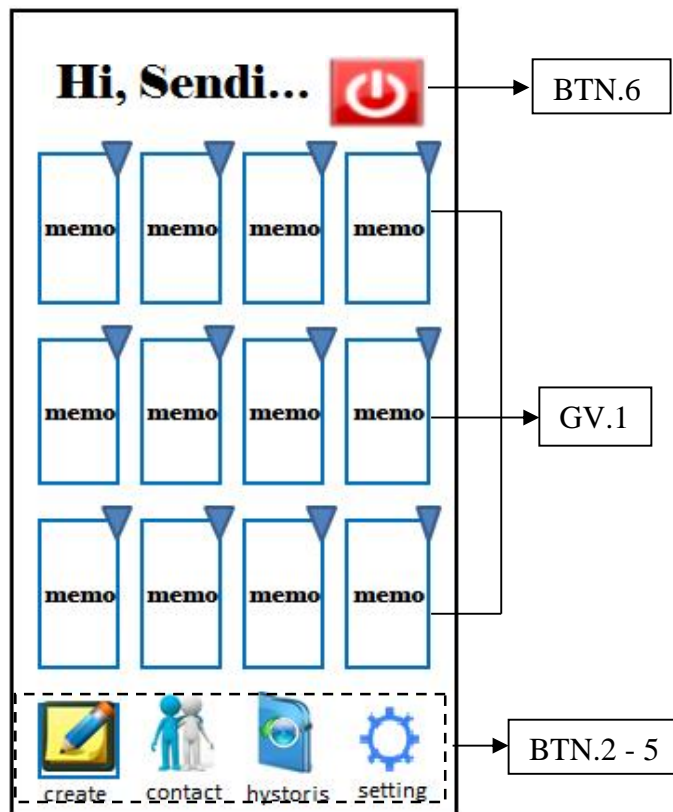 Hi, Sendi...
BTN.6
memo memo memo memo
memo memo memo memo
GV.1
memo memo memo memo
create contact hystoris setting
BTN.2 - 5